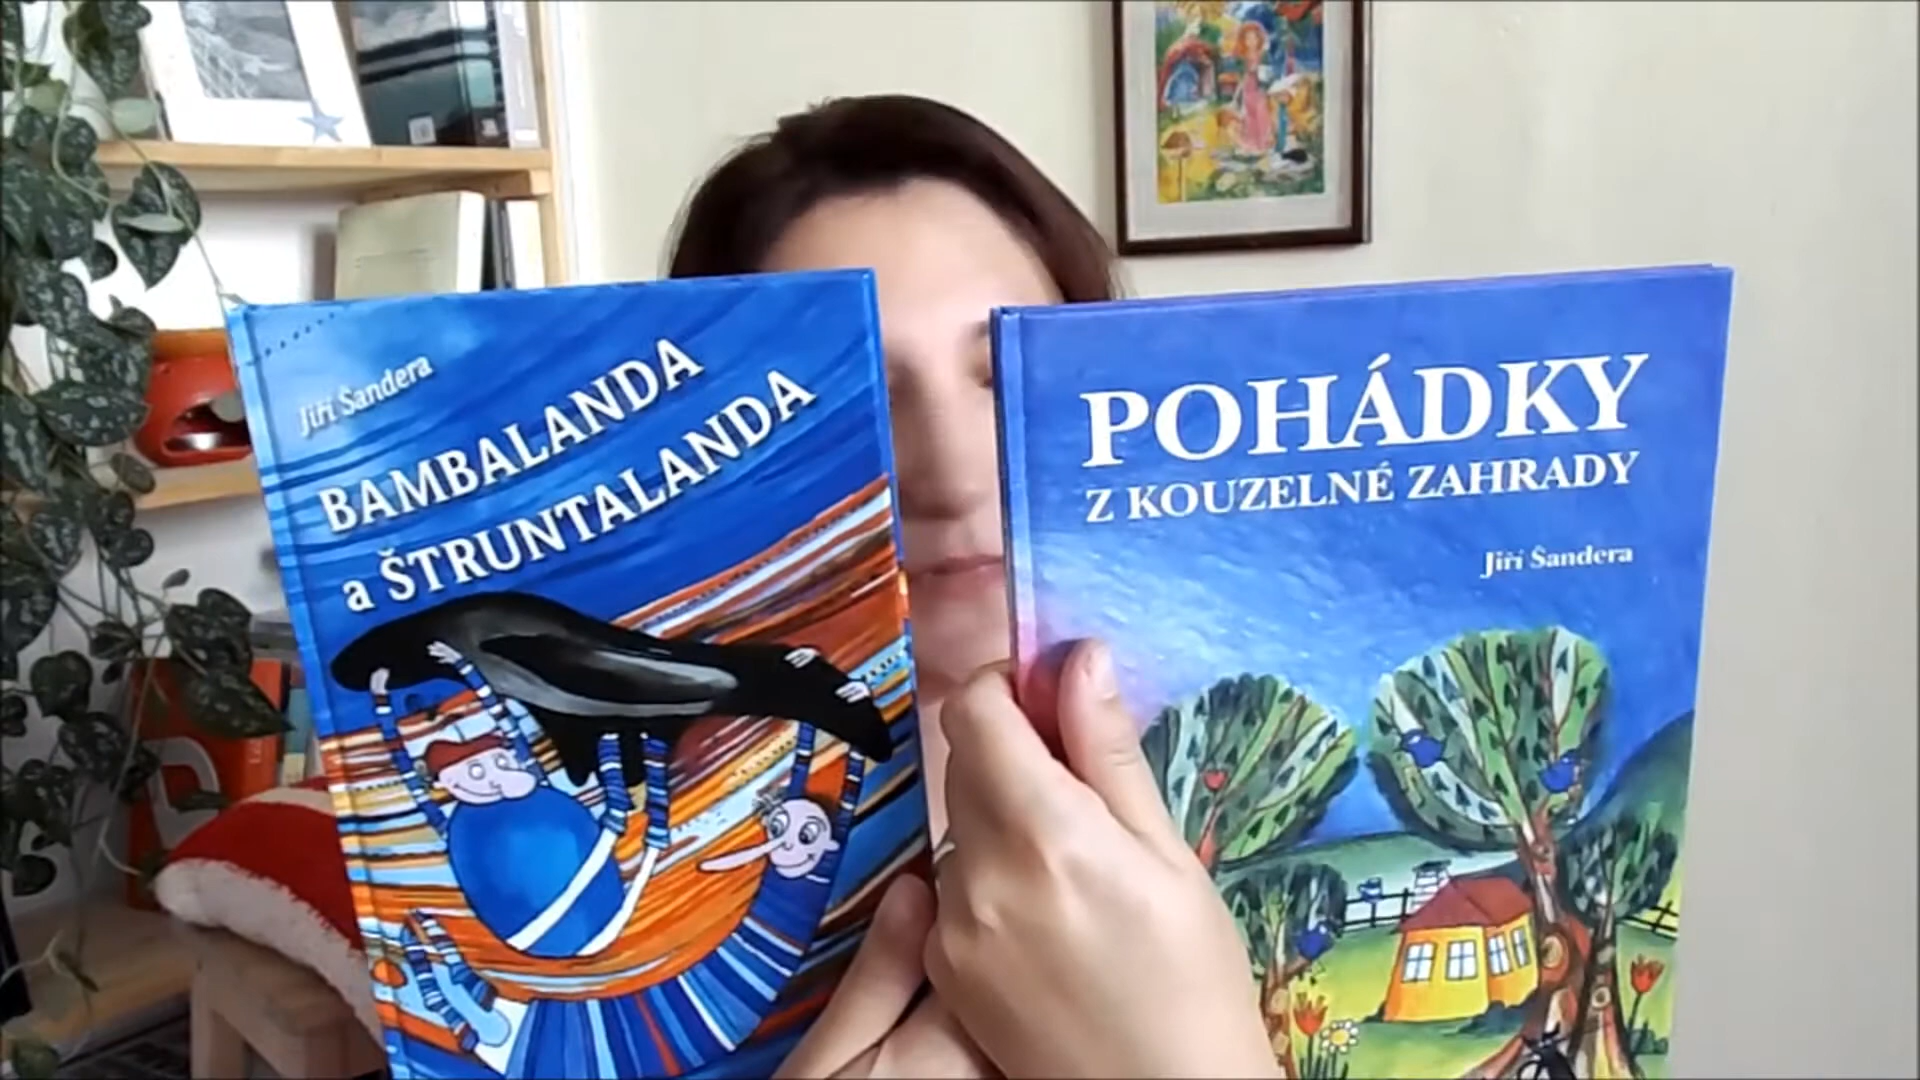 Jiří Šandera
BAMBALANDA
a ŠTRUNTALANDA
POHÁDKY
Z KOUZELNÉ ZAHRADY
Jiří Šandera